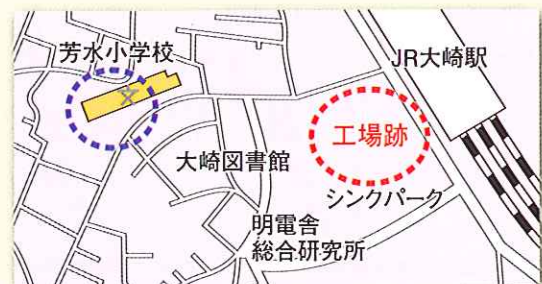 芳水小学校
JR大崎駅
工場跡
大崎図書館
シンクパーク
明電舎
総合研究所